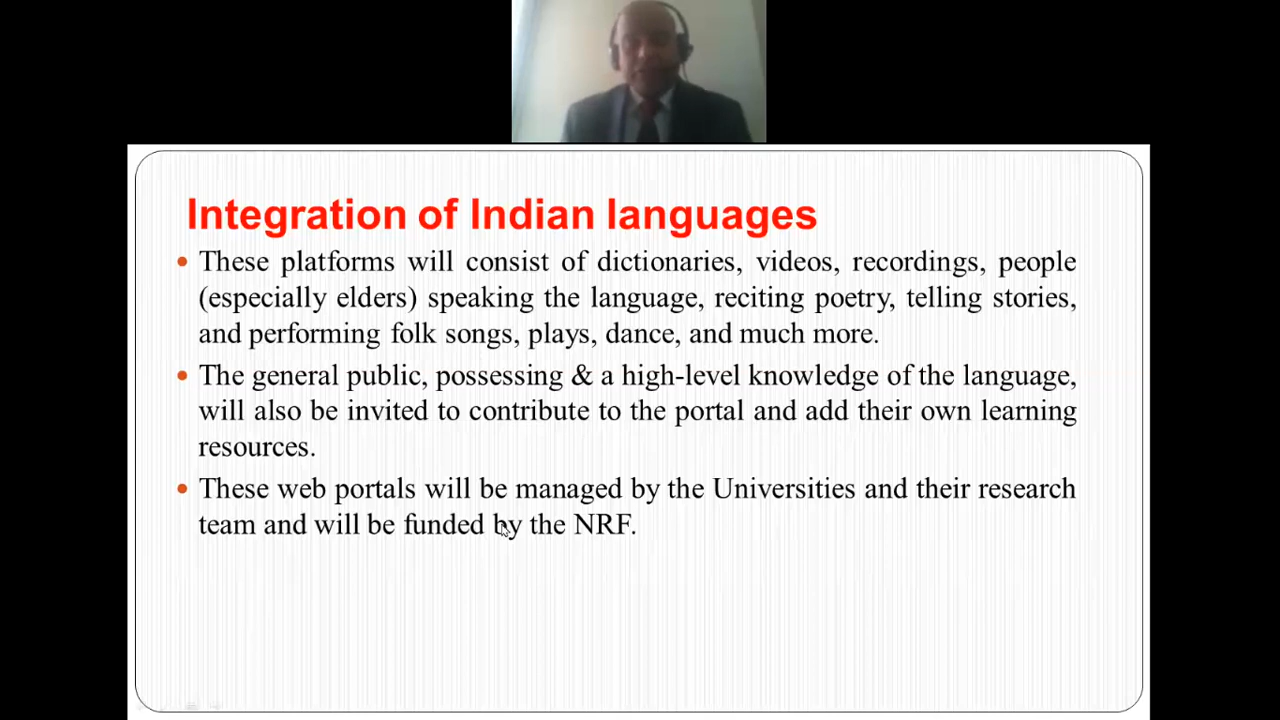 Integration of Indian languages
• These platforms will consist of dictionaries, videos, recordings, people
(especially elders) speaking the language, reciting poetry, telling stories,
and performing folk songs, plays, dance, and much more.
• The general public, possessing & a high-level knowledge of the language,
will also be invited to contribute to the portal and add their own learning
resources.
• These web portals will be managed by the Universities and their research
team and will be funded by the NRF.